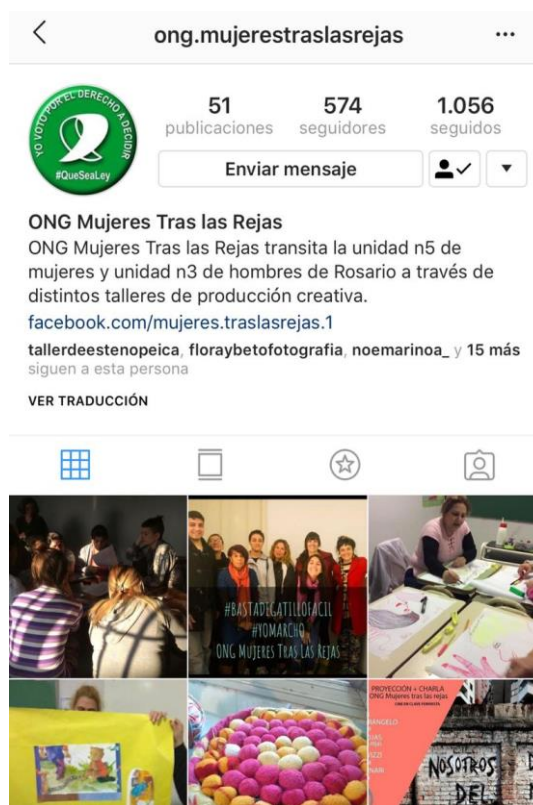 ong.mujerestraslasrejas
YO VOTO POR EL DERECHO A DECIDIR
#QueSeaLey
51 574 1.056
publicaciones seguidores seguidos
Enviar mensaje
ONG Mujeres Tras las Rejas
ONG Mujeres Tras las Rejas transita la unidad n5 de
mujeres y unidad n3 de hombres de Rosario a través de
distintos talleres de producción creativa.
facebook.com/mujeres.traslasrejas.1
tallerdeestenopeica, floraybetofotografia, noemarinoa_ y 15 más
siguen a esta persona
VER TRADUCCIÓN
#BASTADEGATILLOFACIL
#YOMARCHO
ONG MUJERES TRAS LAS REJAS
PROYECCIÓN + CHARLA
ONG Mujeres tras las rejas
NOSOTROS
DEL